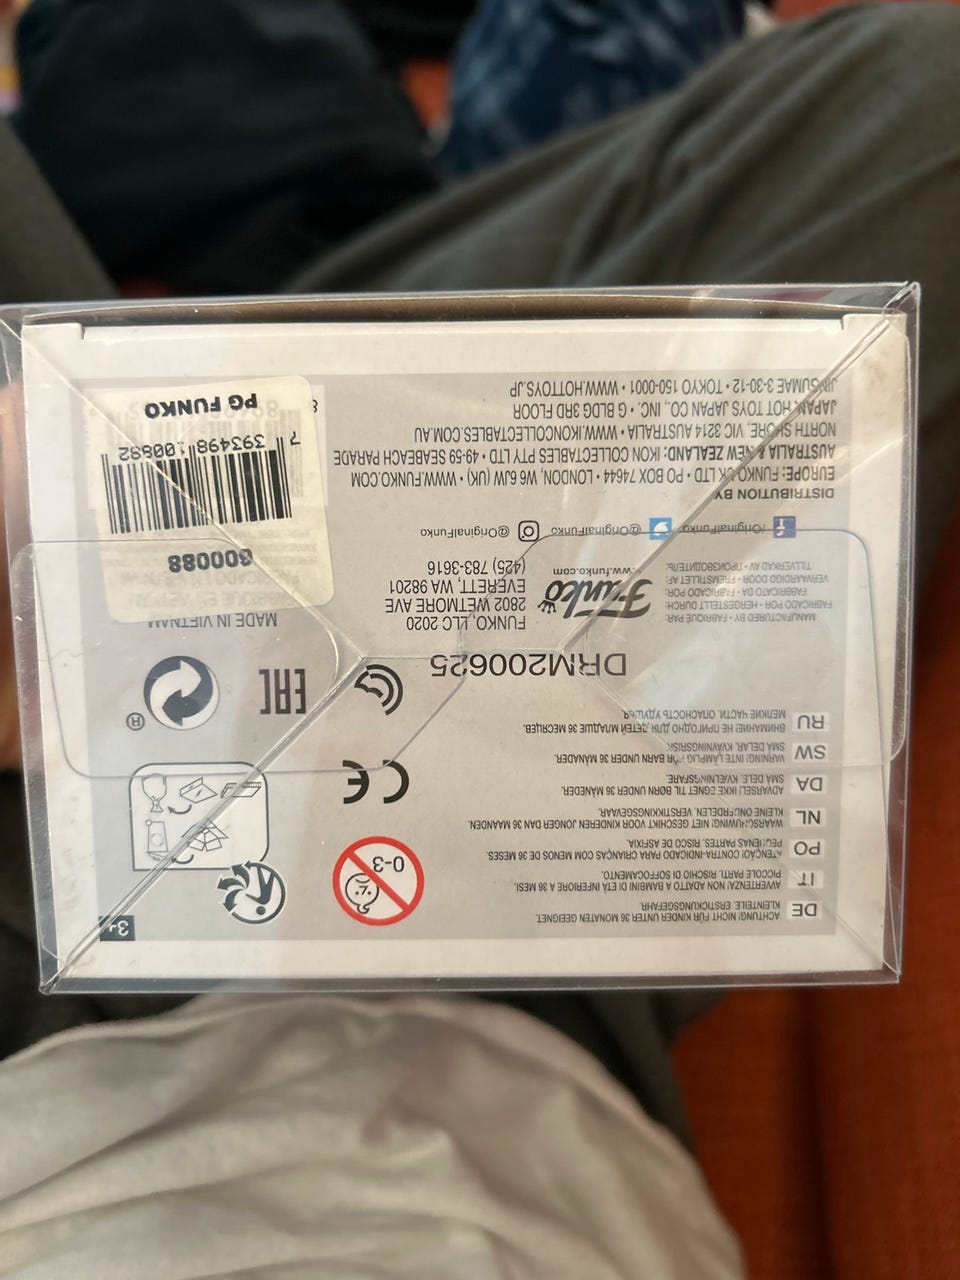 3+
0-3
DE
ACHTUNG! NICHT FÜR KINDER UNTER 36 MONATEN GEEIGNET.
KLEINTEILE. ERSTICKUNGSGEFAHR.
IT
AVVERTENZA! NON ADATTO A BAMBINI DI ETÀ INFERIORE A 36 MESI.
PICCOLE PARTI. RISCHIO DI SOFFOCAMENTO.
PO
ATENÇAO! CONTRA-INDICADO PARA CRIANÇAS COM MENOS DE 36 MESES.
PEQUENAS PARTES. RISCO DE ASFIXIA.
NL
WAARSCHUWING! NIET GESCHIKT VOOR KINDEREN JONGER DAN 36 MAANDEN.
KLEINE ONDERDELEN. VERSTIKKINGSGEVAAR.
DA
ADVARSEL! IKKE EGNET TIL BØRN UNDER 36 MÅNEDER.
SMÅ DELE. KVÆLNINGSFARE.
SW
VARNING! INTE LÄMPLIG FÖR BARN UNDER 36 MÅNADER.
SMÅ DELAR. KVÄVNINGSRISK.
RU
ВНИМАНИЕ! НЕ ПРИГОДНО ДЛЯ ДЕТЕЙ МЛАДШЕ 36 МЕСЯЦЕВ.
МЕЛКИЕ ЧАСТИ. ОПАСНОСТЬ УДУШЬЯ.
CE
EAC
®
DRM200625
MANUFACTURED BY • FABRIQUÉ PAR:
FABRICADO POR • HERGESTELLT DURCH:
FABBRICATO DA • FABRICADO POR:
VERVAARDIGD DOOR • FREMSTILLET AF:
TILLVERKAD AV • ПРОИЗВОДИТЕЛЬ:
Funko
www.funko.com
FUNKO, LLC 2020
2802 WETMORE AVE
EVERETT, WA 98201
(425) 783-3616
MADE IN VIETNAM
/OriginalFunko
@OriginalFunko
@OriginalFunko
DISTRIBUTION BY
EUROPE: FUNKO UK LTD • PO BOX 74644 • LONDON, W6 6JW (UK) • WWW.FUNKO.COM
AUSTRALIA & NEW ZEALAND: IKON COLLECTABLES PTY LTD • 49-59 SEABEACH PARADE
NORTH SHORE, VIC 3214 AUSTRALIA • WWW.IKONCOLLECTABLES.COM.AU
JAPAN: HOT TOYS JAPAN CO., INC. • G BLDG 3RD FLOOR
JINGUMAE 3-30-12 • TOKYO 150-0001 • WWW.HOTTOYS.JP
600088
7 393498 100882
PG FUNKO